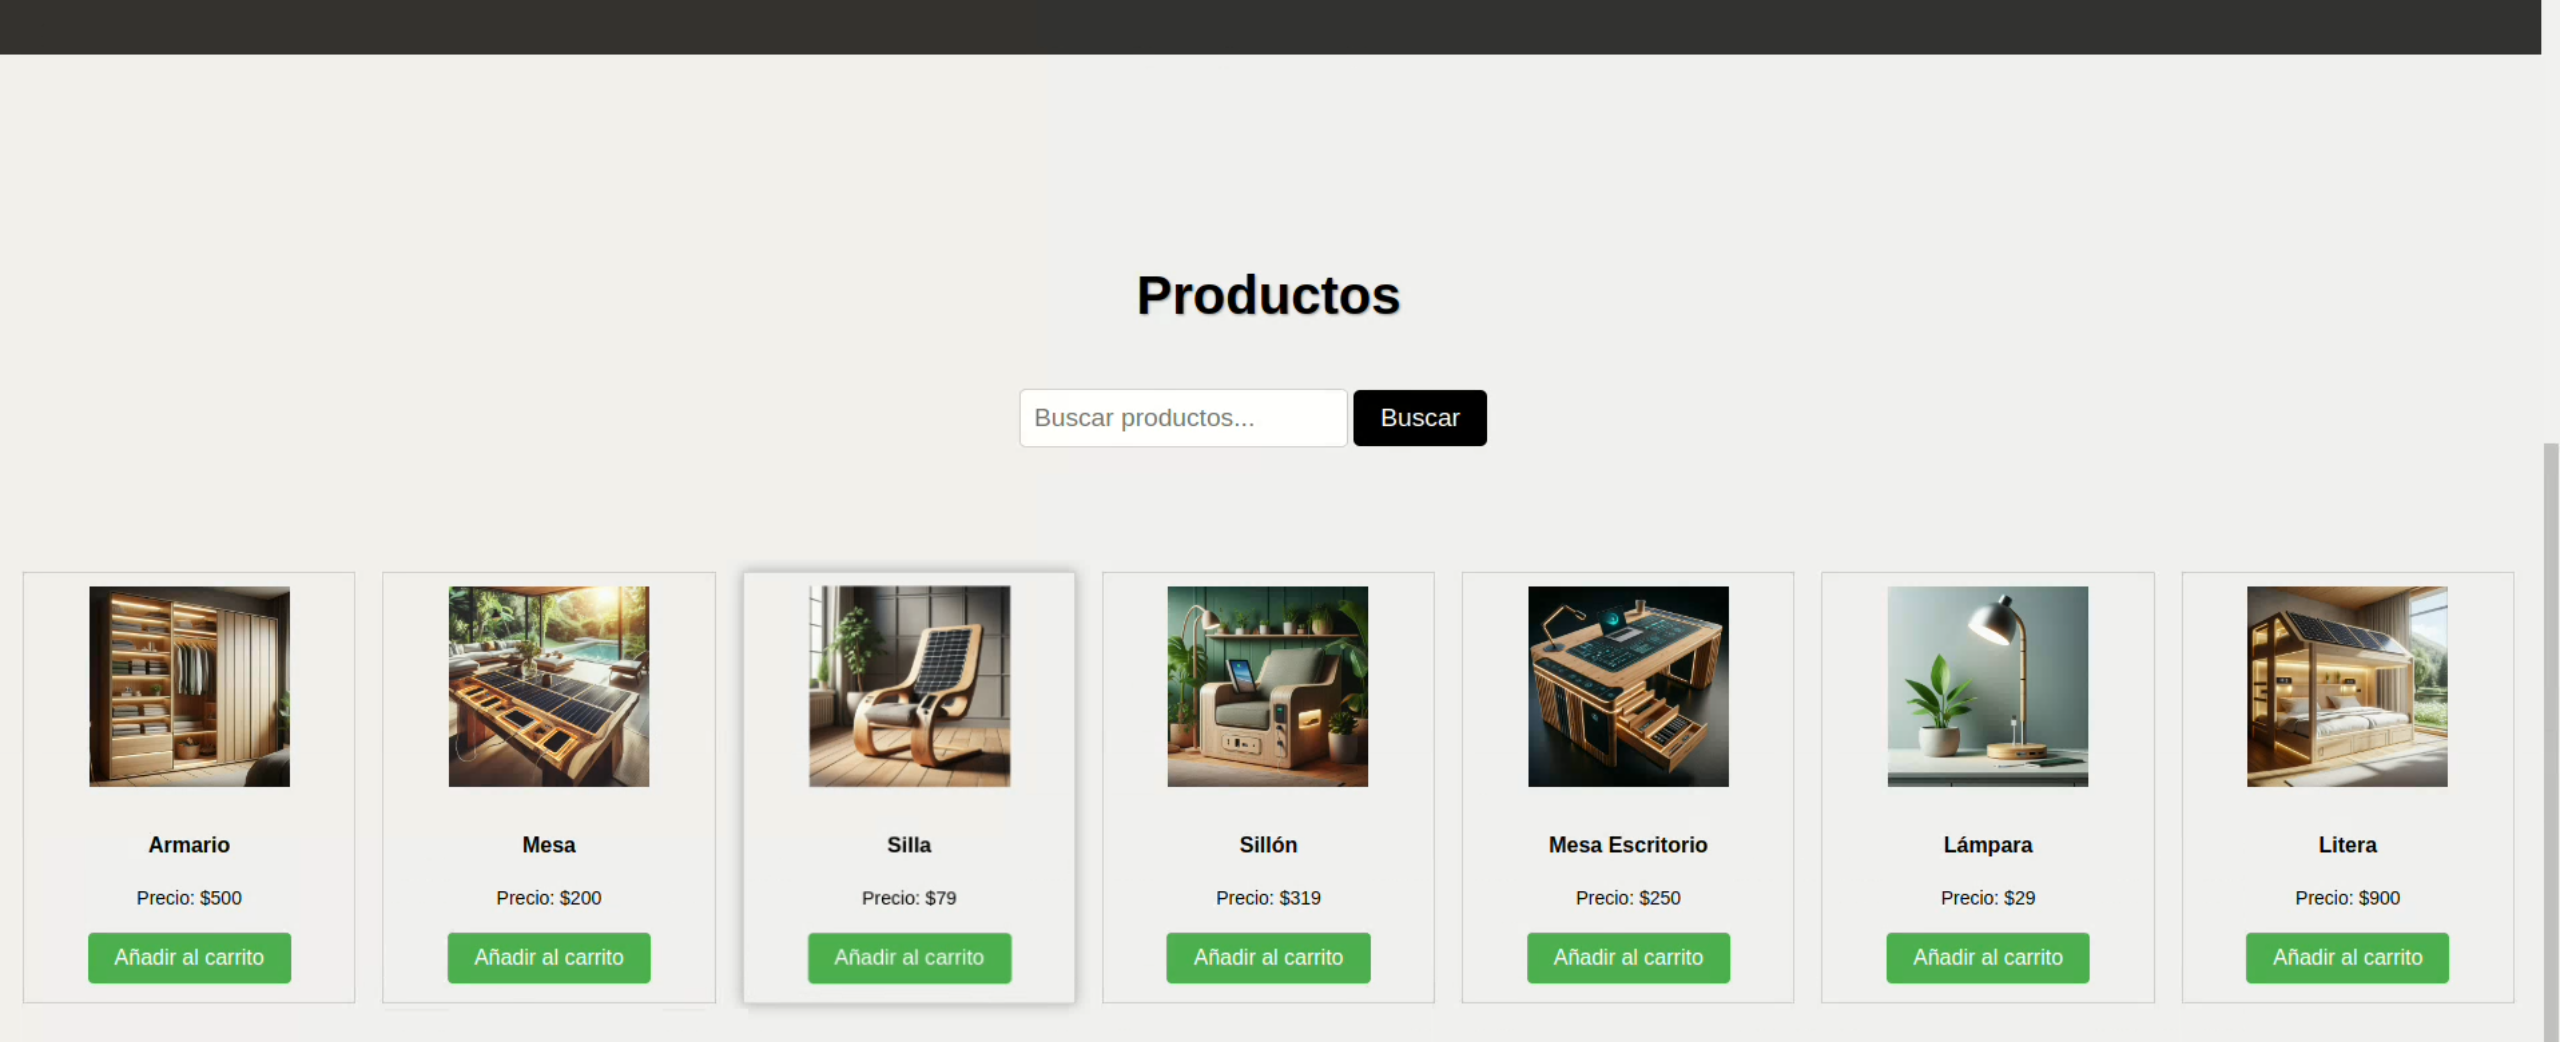 Productos
Buscar productos...
Buscar
Armario
Precio: $500
Añadir al carrito
Mesa
Precio: $200
Añadir al carrito
Silla
Precio: $79
Añadir al carrito
Sillón
Precio: $319
Añadir al carrito
Mesa Escritorio
Precio: $250
Añadir al carrito
Lámpara
Precio: $29
Añadir al carrito
Litera
Precio: $900
Añadir al carrito